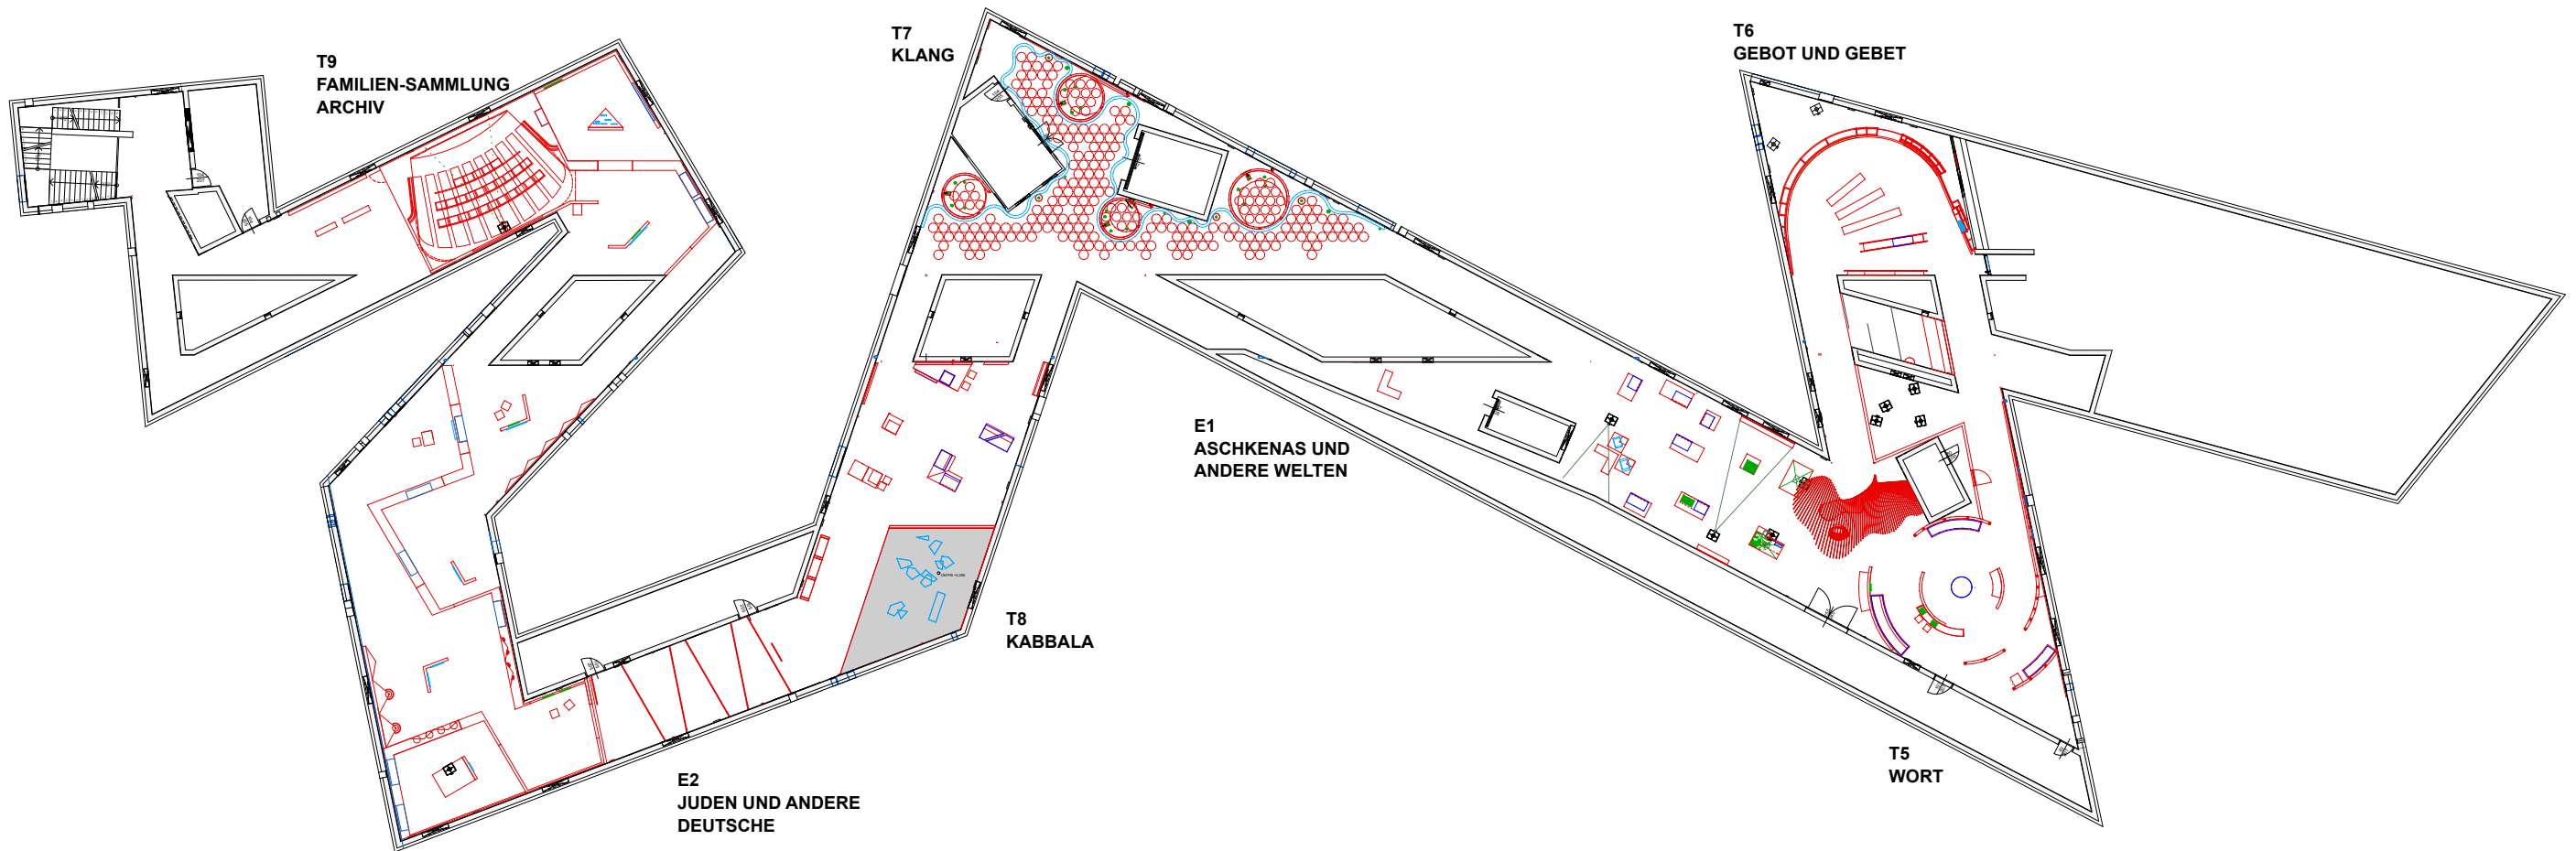 T9
FAMILIEN-SAMMLUNG
ARCHIV
T7
KLANG
T6
GEBOT UND GEBET
E1
ASCHKENAS UND
ANDERE WELTEN
T8
KABBALA
T5
WORT
E2
JUDEN UND ANDERE
DEUTSCHE